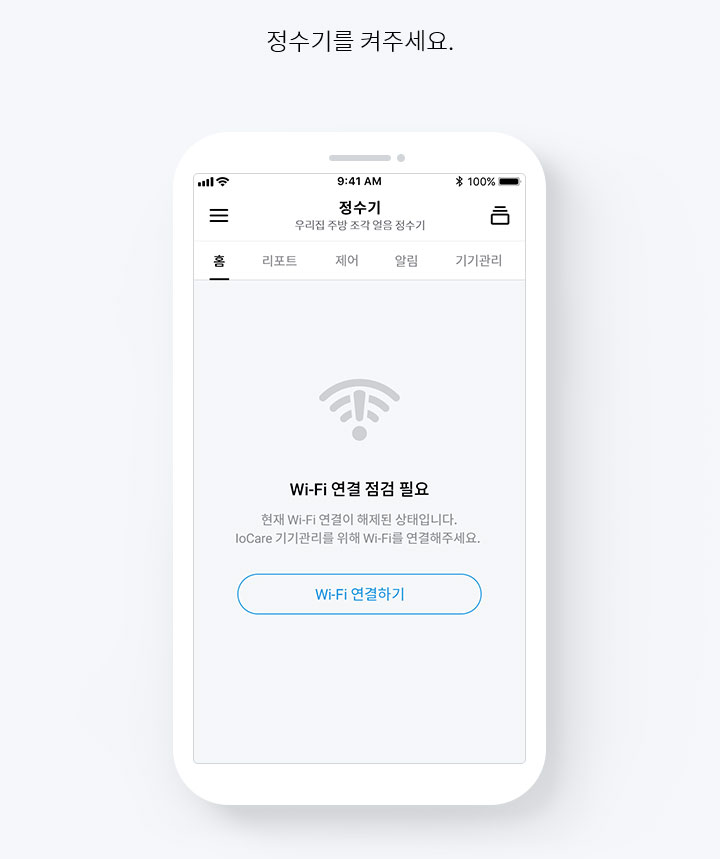 정수기를 켜주세요.
9:41 AM
100%
정수기
우리집 주방 조각 얼음 정수기
홈 리포트 제어 알림 기기관리
Wi-Fi 연결 점검 필요
현재 Wi-Fi 연결이 해제된 상태입니다.
IoCare 기기관리를 위해 Wi-Fi를 연결해주세요.
Wi-Fi 연결하기